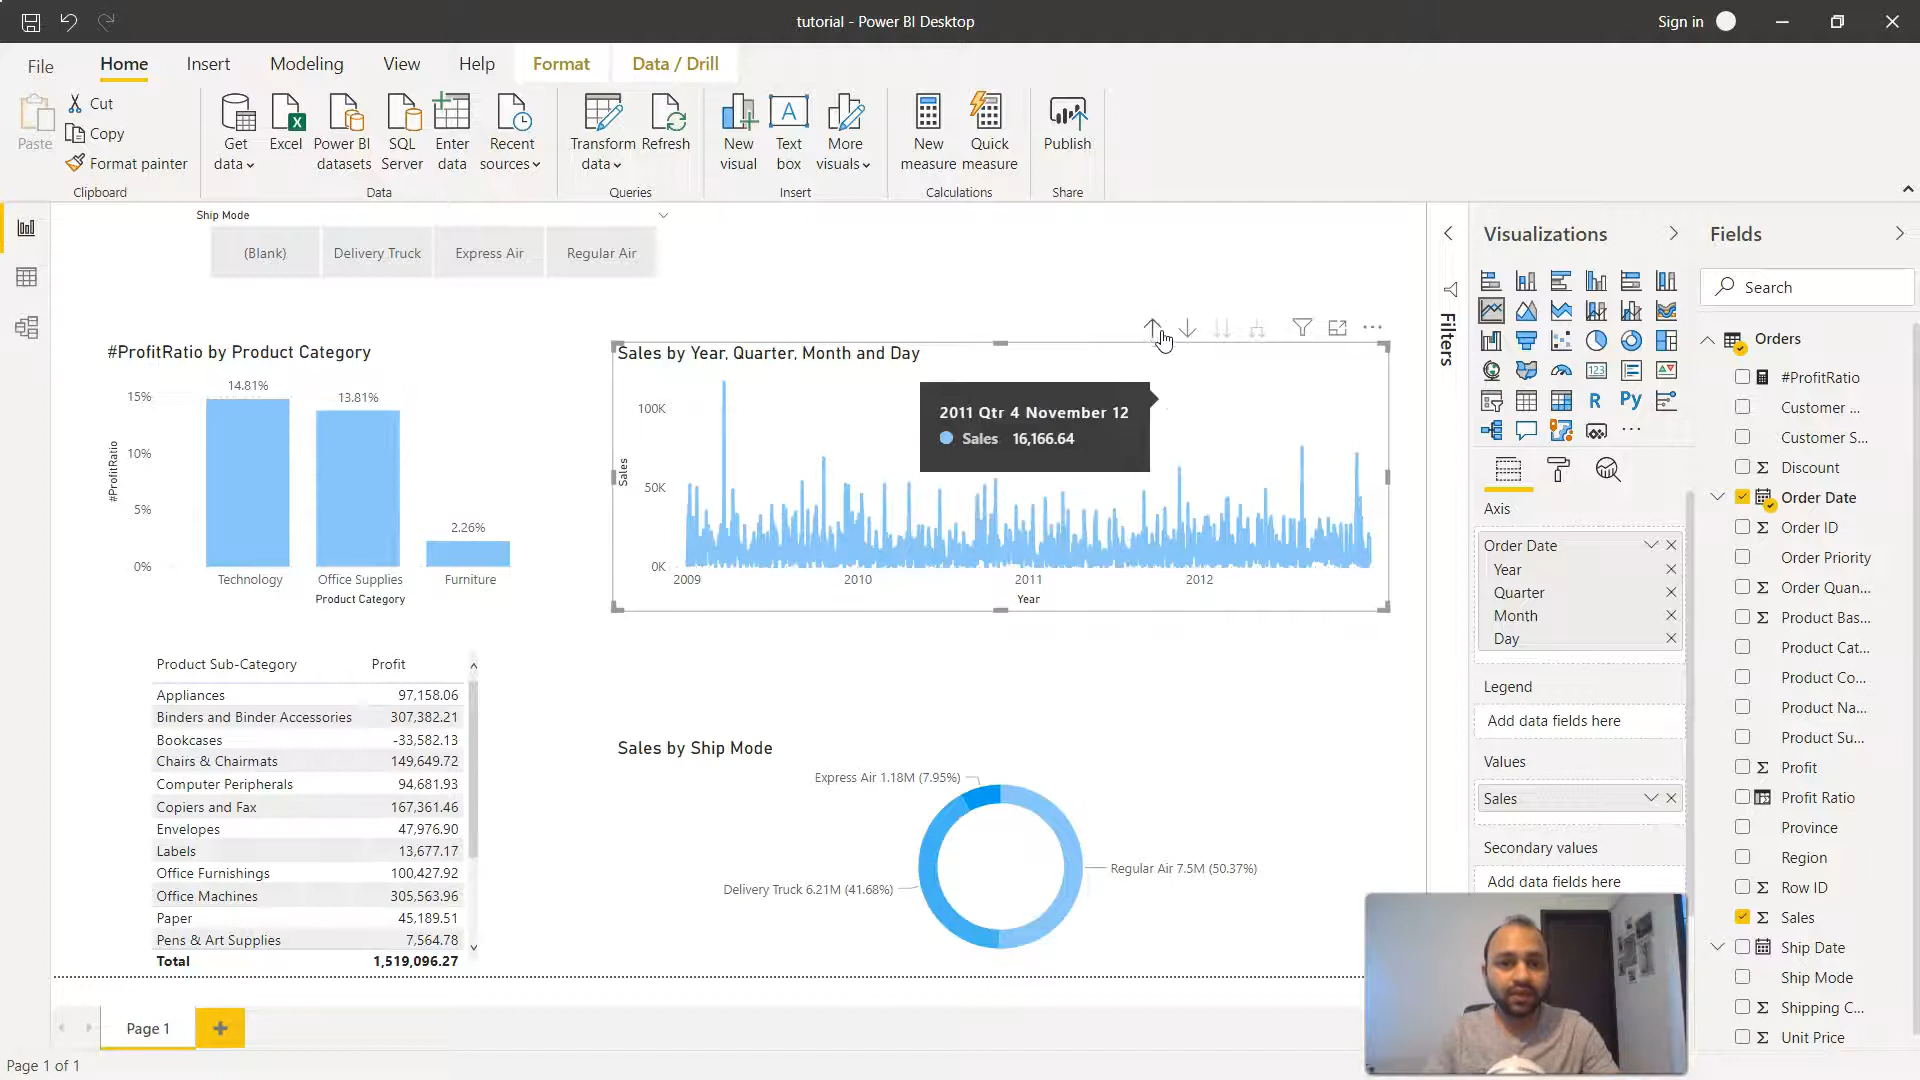 tutorial - Power BI Desktop
Sign in
File
Home
Insert
Modeling
View
Help
Format
Data / Drill
Paste
Cut
Copy
Format painter
Clipboard
Get
data
Excel
Power BI
datasets
SQL
Server
Enter
data
Recent
sources
Data
Transform
data
Refresh
Queries
New
visual
Text
box
More
visuals
Insert
New
measure
Quick
measure
Calculations
Publish
Share
Ship Mode
(Blank)
Delivery Truck
Express Air
Regular Air
#ProfitRatio by Product Category
15%
10%
5%
0%
#ProfitRatio
14.81%
13.81%
2.26%
Technology
Office Supplies
Furniture
Product Category
Sales by Year, Quarter, Month and Day
100K
50K
0K
Sales
2011 Qtr 4 November 12
Sales 16,166.64
2009
2010
2011
2012
Year
Product Sub-Category Profit
Appliances 97,158.06
Binders and Binder Accessories 307,382.21
Bookcases -33,582.13
Chairs & Chairmats 149,649.72
Computer Peripherals 94,681.93
Copiers and Fax 167,361.46
Envelopes 47,976.90
Labels 13,677.17
Office Furnishings 100,427.92
Office Machines 305,563.96
Paper 45,189.51
Pens & Art Supplies 7,564.78
Total 1,519,096.27
Sales by Ship Mode
Express Air 1.18M (7.95%)
Regular Air 7.5M (50.37%)
Delivery Truck 6.21M (41.68%)
Page 1
Page 1 of 1
Filters
Visualizations
123
R
Py
Axis
Order Date
Year
Quarter
Month
Day
Legend
Add data fields here
Values
Sales
Secondary values
Add data fields here
Fields
Search
Orders
#ProfitRatio
Customer ...
Customer S...
Discount
Order Date
Order ID
Order Priority
Order Quan...
Product Bas...
Product Cat...
Product Co...
Product Na...
Product Su...
Profit
Profit Ratio
Province
Region
Row ID
Sales
Ship Date
Ship Mode
Shipping C...
Unit Price